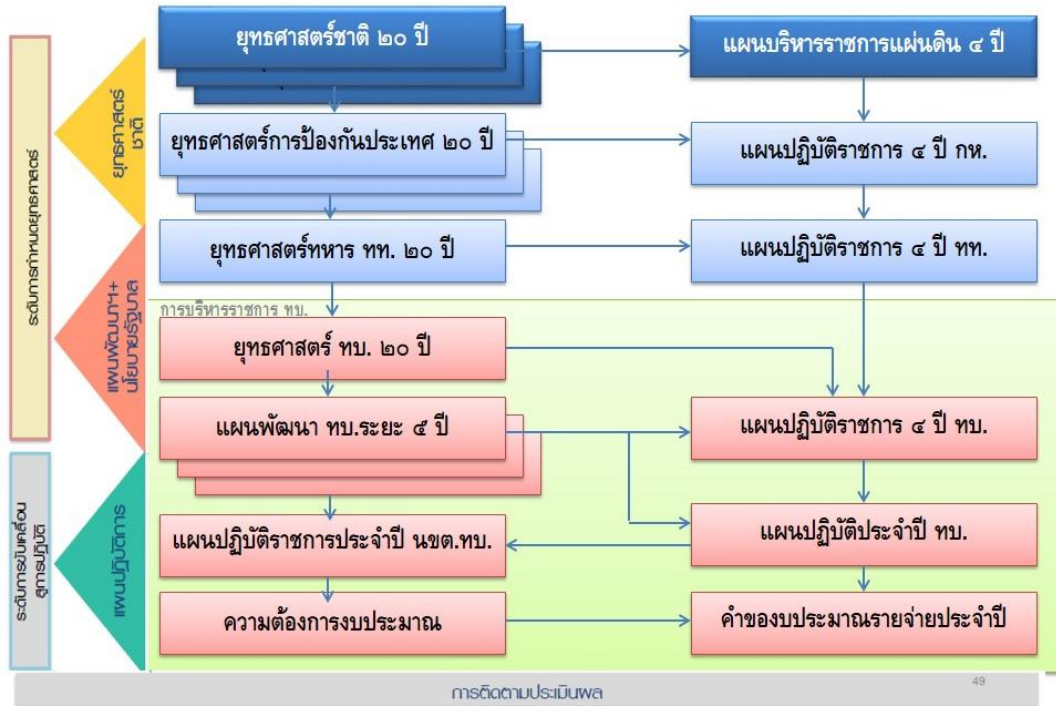 ยุทธศาสตร์ชาติ ๒๐ ปี
แผนบริหารราชการแผ่นดิน ๔ ปี
ยุทธศาสตร์การป้องกันประเทศ ๒๐ ปี
แผนปฏิบัติราชการ ๔ ปี กห.
ยุทธศาสตร์ทหาร ทท. ๒๐ ปี
แผนปฏิบัติราชการ ๔ ปี ทท.
การบริหารราชการ ทบ.
ยุทธศาสตร์ ทบ. ๒๐ ปี
แผนพัฒนา ทบ.ระยะ ๕ ปี
แผนปฏิบัติราชการ ๔ ปี ทบ.
แผนปฏิบัติราชการประจำปี นขต.ทบ.
แผนปฏิบัติประจำปี ทบ.
ความต้องการงบประมาณ
คำของบประมาณรายจ่ายประจำปี
ระดับการกำหนดยุทธศาสตร์
ยุทธศาสตร์
ชาติ
แผนพัฒนาฯ+
นโยบายรัฐบาล
ระดับการขับเคลื่อน
สู่การปฏิบัติ
แผนปฏิบัติการ
การติดตามประเมินผล
49